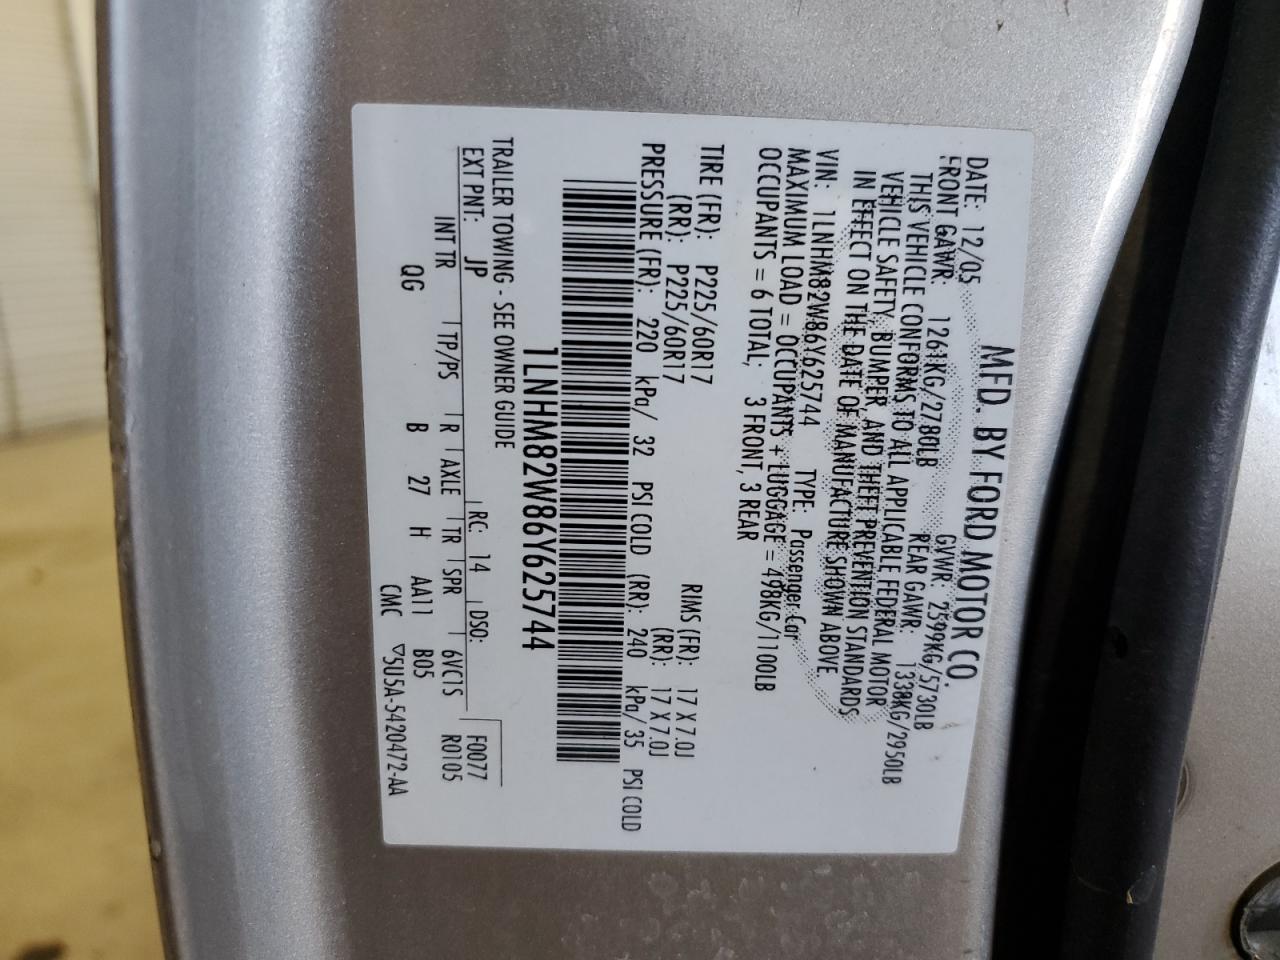 MFD. BY FORD MOTOR CO.
DATE: 12/05 GVWR: 2599KG/5730LB
FRONT GAWR: 1261KG/2780LB REAR GAWR: 1338KG/2950LB
THIS VEHICLE CONFORMS TO ALL APPLICABLE FEDERAL MOTOR
VEHICLE SAFETY, BUMPER, AND THEFT PREVENTION STANDARDS
IN EFFECT ON THE DATE OF MANUFACTURE SHOWN ABOVE.
VIN: 1LNHM82W86Y625744 TYPE: Passenger Car
MAXIMUM LOAD = OCCUPANTS + LUGGAGE = 498KG/1100LB
OCCUPANTS = 6 TOTAL; 3 FRONT, 3 REAR
TIRE (FR): P225/60R17 RIMS (FR): 17 X 7.0J
(RR): P225/60R17 (RR): 17 X 7.0J
PRESSURE (FR): 220 kPa/ 32 PSI COLD (RR): 240 kPa/ 35 PSI COLD
1LNHM82W86Y625744
TRAILER TOWING - SEE OWNER GUIDE
EXT PNT: JP RC: 14 DSO: F0077
INT TR TP/PS R AXLE TR SPR 6VC1S R0105
QG B 27 H AA11 B05
CMC ▽5U5A-5420472-AA